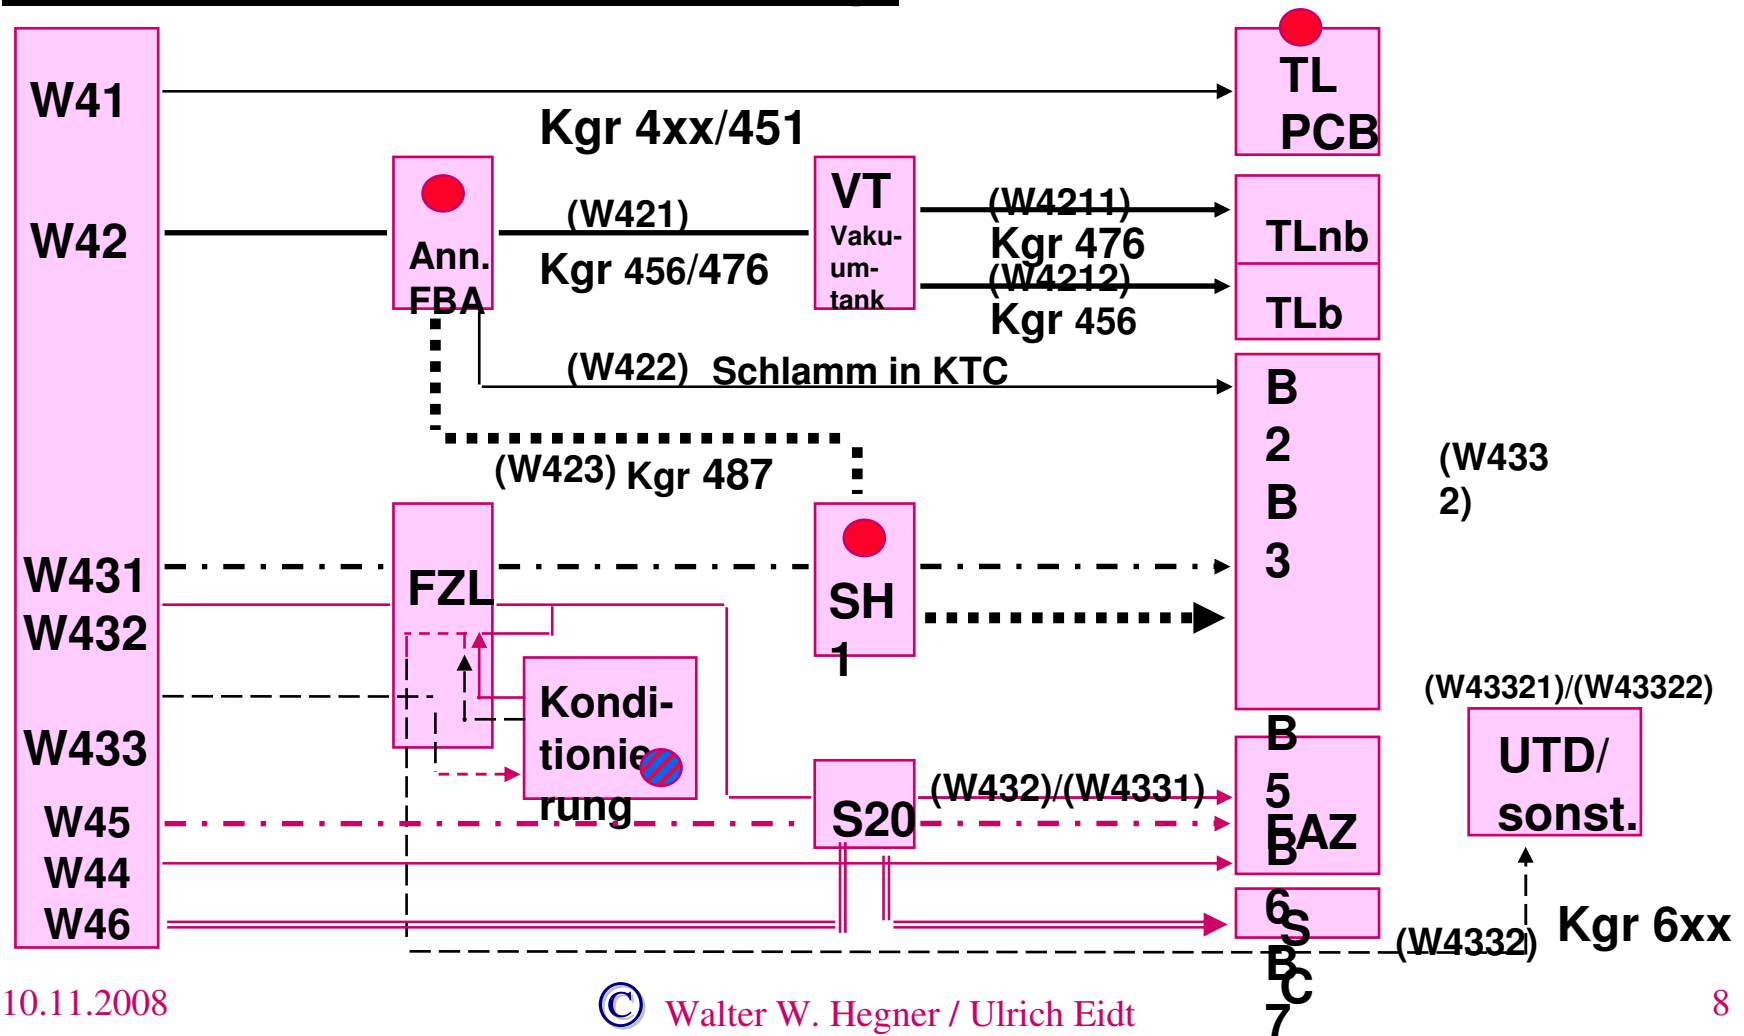 W41
Kgr 4xx/451
TL
PCB
W42
Ann.
FBA
(W421)
Kgr 456/476
VT
Vaku-
um-
tank
(W4211)
Kgr 476
(W4212)
Kgr 456
TLnb
TLb
(W422) Schlamm in KTC
(W423) Kgr 487
B
2
B
3
B
5
B
6
B
7
(W433
2)
W431
W432
W433
FZL
SH
1
Kondi-
tionie
rung
(W43321)/(W43322)
UTD/
sonst.
W45
W44
W46
S20
(W432)/(W4331)
EAZ
S
C
(W4332)
Kgr 6xx
10.11.2008
© Walter W. Hegner / Ulrich Eidt
8